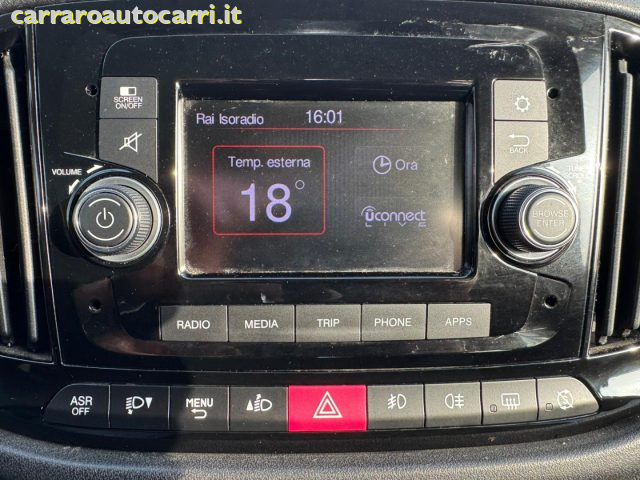 carraroautocarri.it
SCREEN
ON/OFF
Rai Isoradio 16:01
BACK
VOLUME
Temp. esterna
18°
Ora
uconnect
LIVE
BROWSE
ENTER
RADIO MEDIA TRIP PHONE APPS
ASR
OFF
MENU